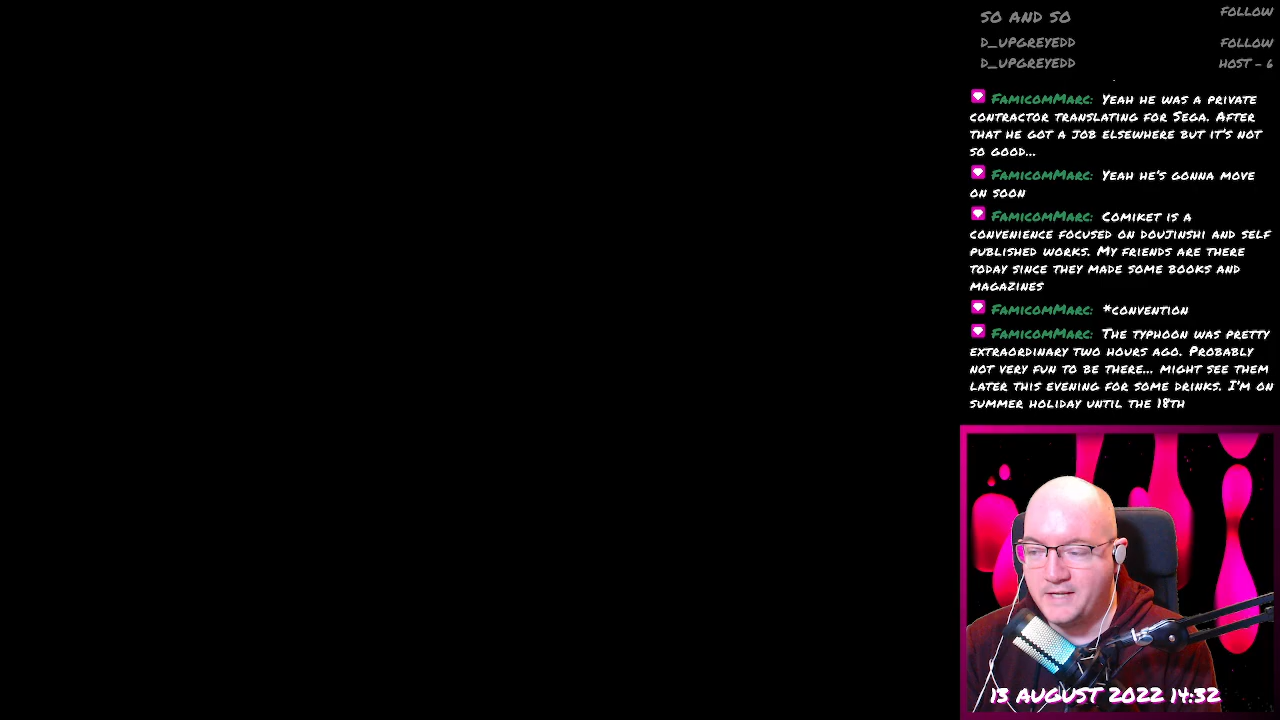 SO AND SO FOLLOW
D_UPGREYEDD FOLLOW
D_UPGREYEDD HOST - 6
FamicomMarc: Yeah he was a private
contractor translating for Sega. After
that he got a job elsewhere but it's not
so good...
FamicomMarc: Yeah he's gonna move
on soon
FamicomMarc: Comiket is a
convenience focused on doujinshi and self
published works. My friends are there
today since they made some books and
magazines
FamicomMarc: *convention
FamicomMarc: The typhoon was pretty
extraordinary two hours ago. Probably
not very fun to be there... might see them
later this evening for some drinks. I'm on
summer holiday until the 18th
13 AUGUST 2022 14:32